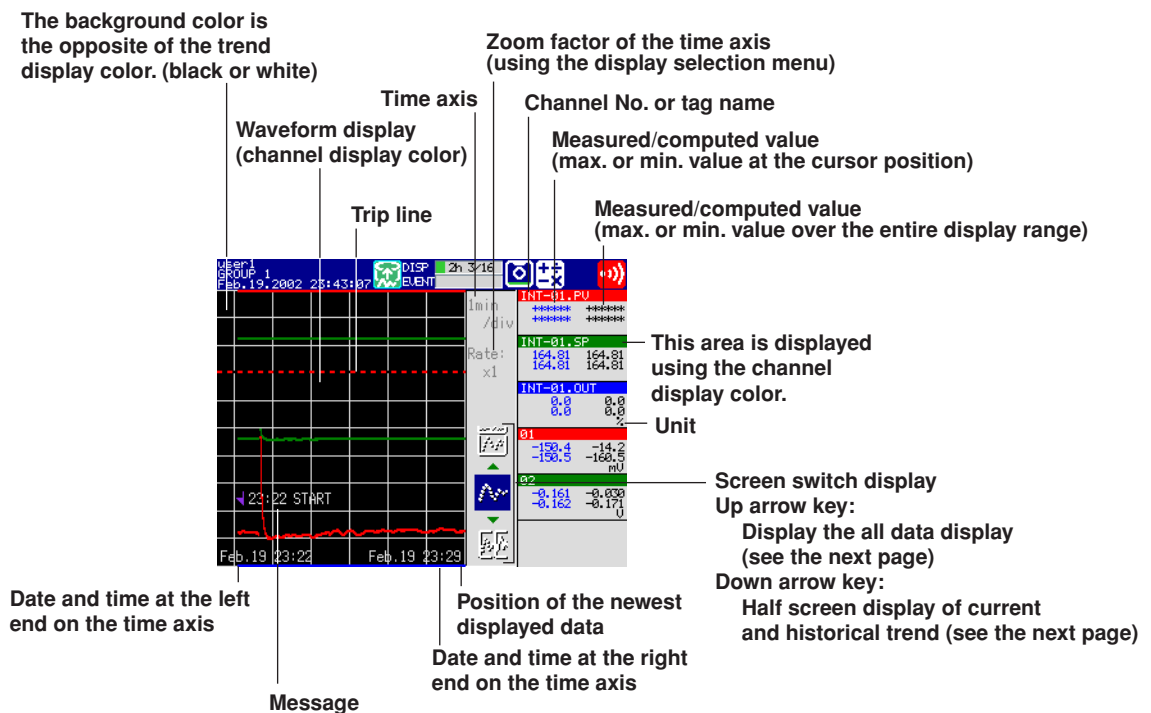 The background color is
the opposite of the trend
display color. (black or white)
Zoom factor of the time axis
(using the display selection menu)
Time axis
Channel No. or tag name
Waveform display
(channel display color)
Measured/computed value
(max. or min. value at the cursor position)
Trip line
Measured/computed value
(max. or min. value over the entire display range)
user1
GROUP 1
Feb.19.2002 23:43:07
DISP
EVENT
2h 3/16
1min
/div
Rate:
x1
INT-01.PV
****** ******
****** ******
INT-01.SP
164.81 164.81
164.81 164.81
INT-01.OUT
0.0 0.0
0.0 0.0
%
01
-150.4 -14.2
-150.5 -160.5
mV
02
-0.161 -0.030
-0.162 -0.171
V
23:22 START
Feb.19 23:22
Feb.19 23:29
This area is displayed
using the channel
display color.
Unit
Screen switch display
Up arrow key:
Display the all data display
(see the next page)
Down arrow key:
Half screen display of current
and historical trend (see the next page)
Date and time at the left
end on the time axis
Position of the newest
displayed data
Date and time at the right
end on the time axis
Message